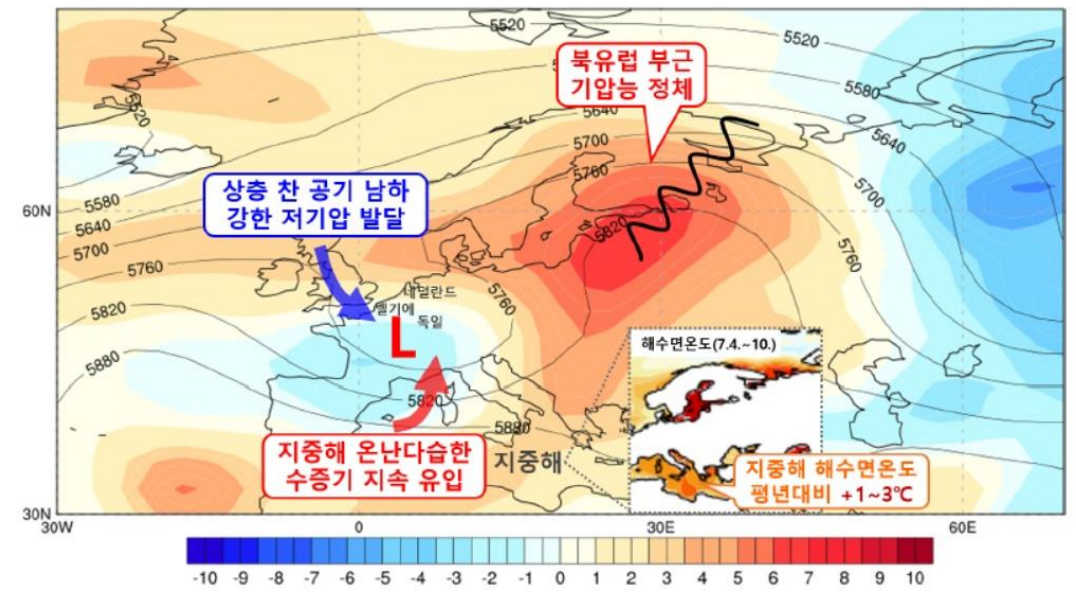 5520
5520
북유럽 부근
기압능 정체
5520
5580
5640
5640
5700
5760
5700
상층 찬 공기 남하
강한 저기압 발달
60N
5580
5640
5700
5820
5760
5760
네덜란드
벨기에
독일
5760
5820
L
해수면온도(7.4.~10.)
5880
5820
5880
지중해 온난다습한
수증기 지속 유입
지중해
지중해 해수면온도
평년대비 +1~3℃
30N
30W
0
30E
60E
-10 -9 -8 -7 -6 -5 -4 -3 -2 -1 0 1 2 3 4 5 6 7 8 9 10